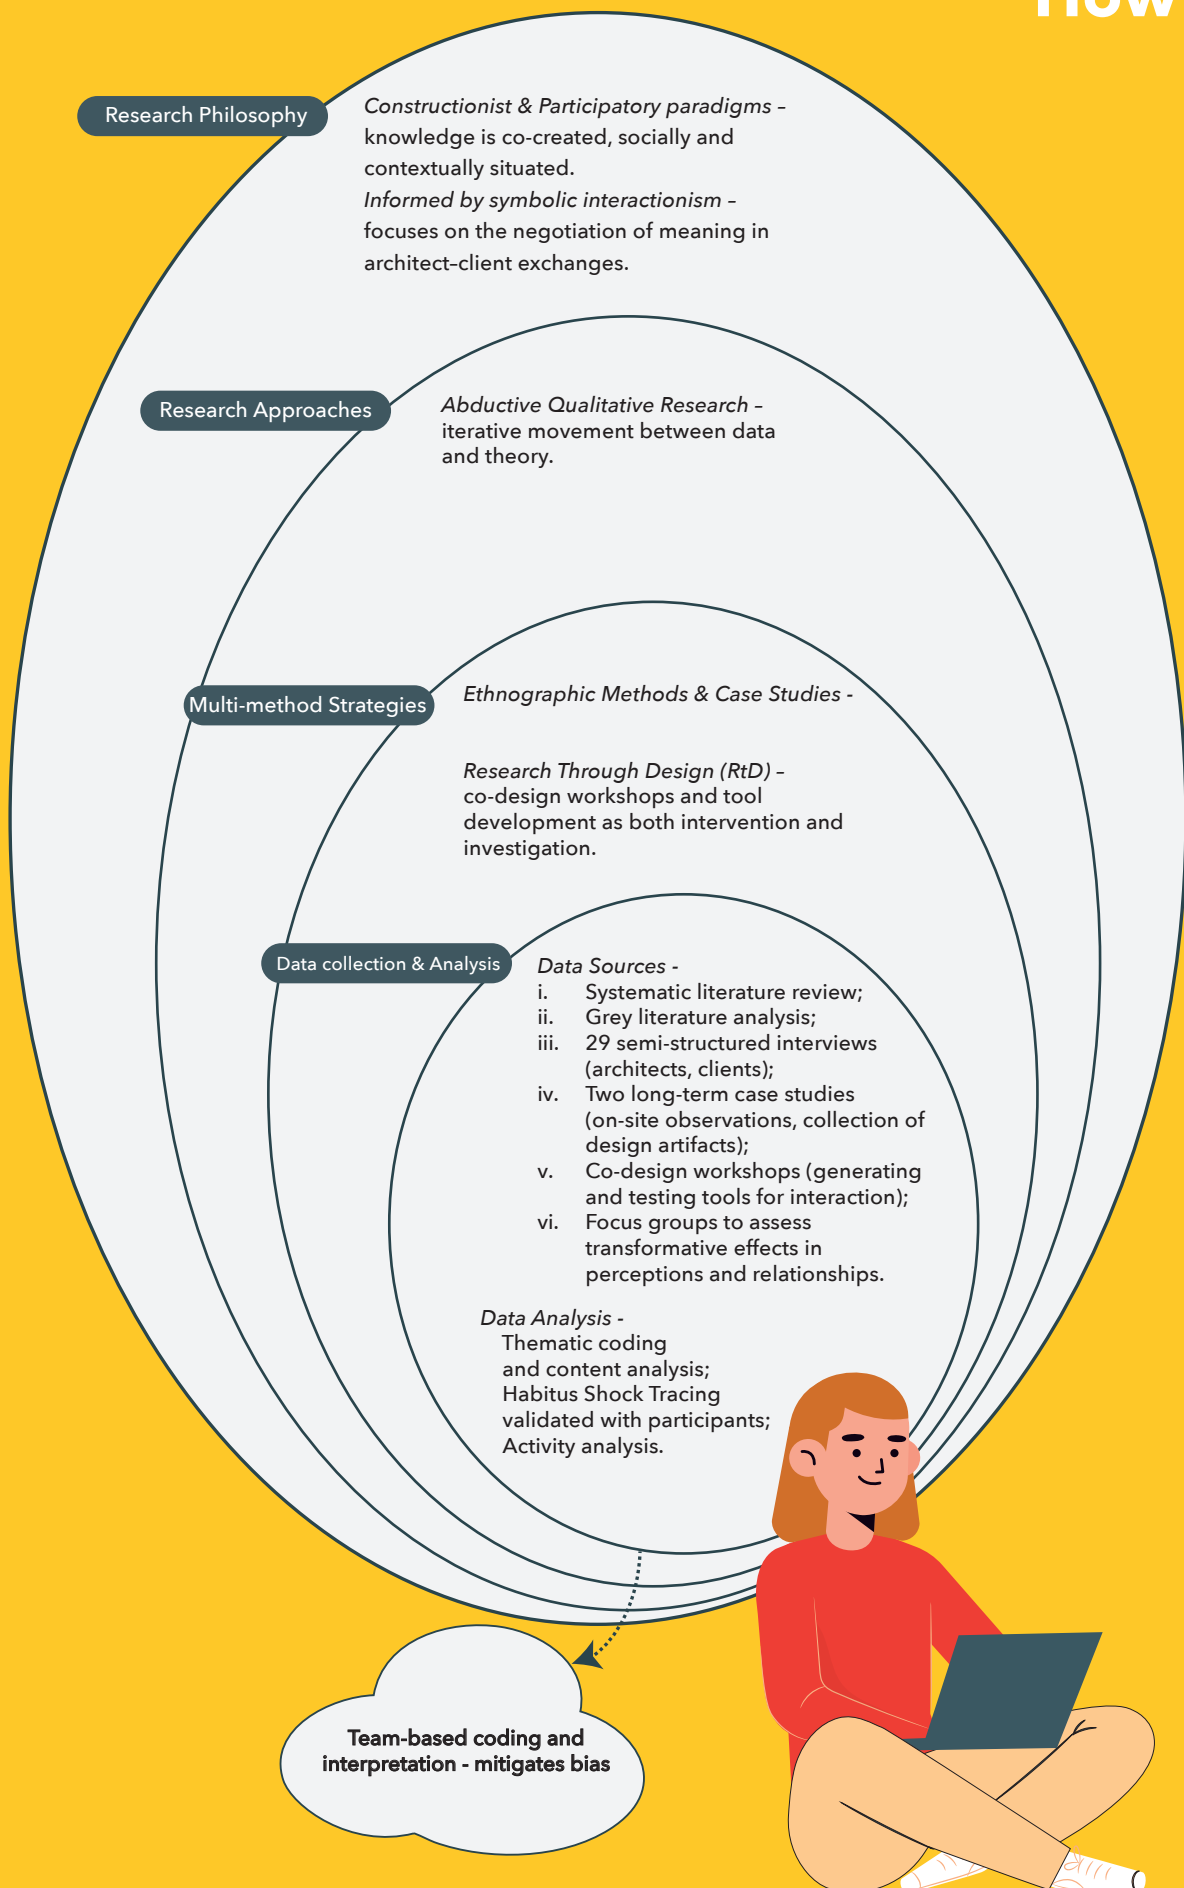 how
Research Philosophy
Constructionist & Participatory paradigms –
knowledge is co-created, socially and
contextually situated.
Informed by symbolic interactionism –
focuses on the negotiation of meaning in
architect–client exchanges.
Research Approaches
Abductive Qualitative Research –
iterative movement between data
and theory.
Multi-method Strategies
Ethnographic Methods & Case Studies -
Research Through Design (RtD) –
co-design workshops and tool
development as both intervention and
investigation.
Data collection & Analysis
Data Sources -
i. Systematic literature review;
ii. Grey literature analysis;
iii. 29 semi-structured interviews
(architects, clients);
iv. Two long-term case studies
(on-site observations, collection of
design artifacts);
v. Co-design workshops (generating
and testing tools for interaction);
vi. Focus groups to assess
transformative effects in
perceptions and relationships.
Data Analysis -
Thematic coding
and content analysis;
Habitus Shock Tracing
validated with participants;
Activity analysis.
Team-based coding and
interpretation - mitigates bias